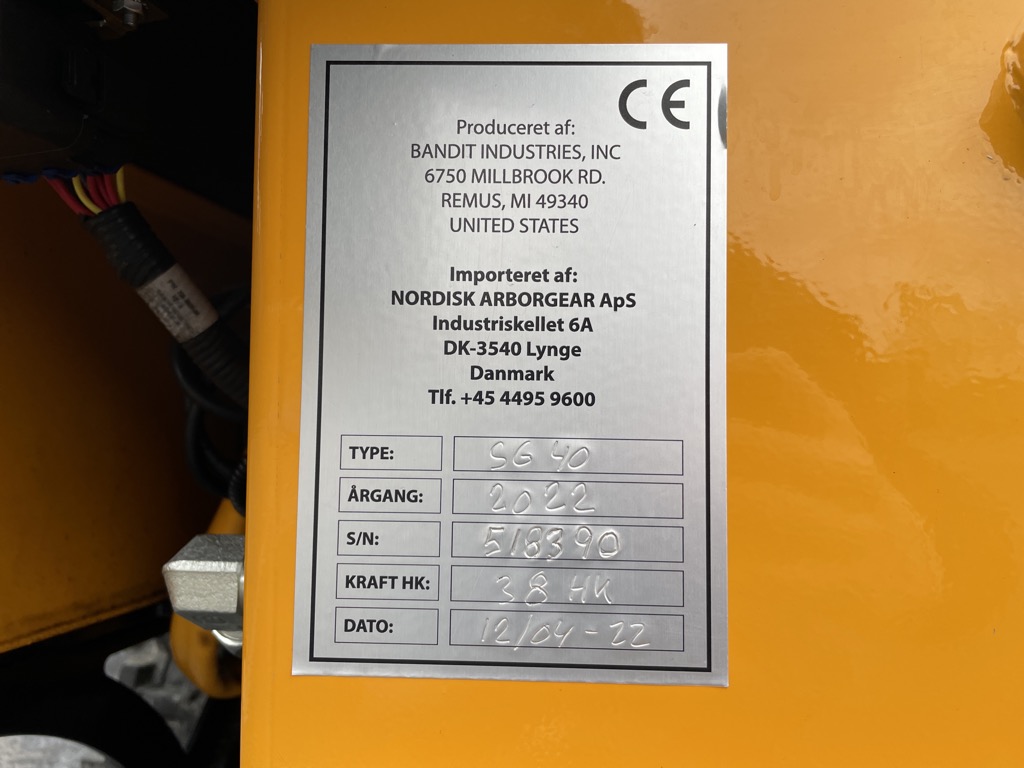 CE
Produceret af:
BANDIT INDUSTRIES, INC
6750 MILLBROOK RD.
REMUS, MI 49340
UNITED STATES
Importeret af:
NORDISK ARBORGEAR ApS
Industriskellet 6A
DK-3540 Lynge
Danmark
Tlf. +45 4495 9600
TYPE: SG 40
ÅRGANG: 2022
S/N: 518390
KRAFT HK: 38 HK
DATO: 12/04-22